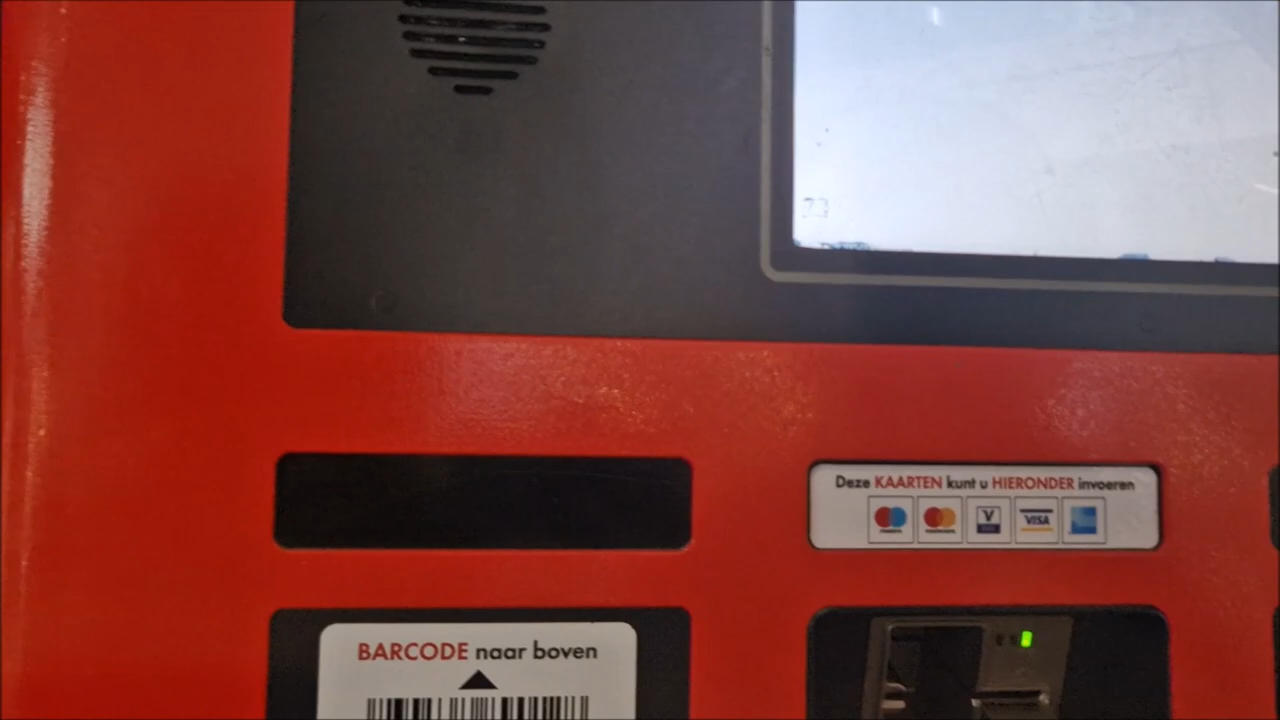 Deze KAARTEN kunt u HIERONDER invoeren
V VISA
BARCODE naar boven